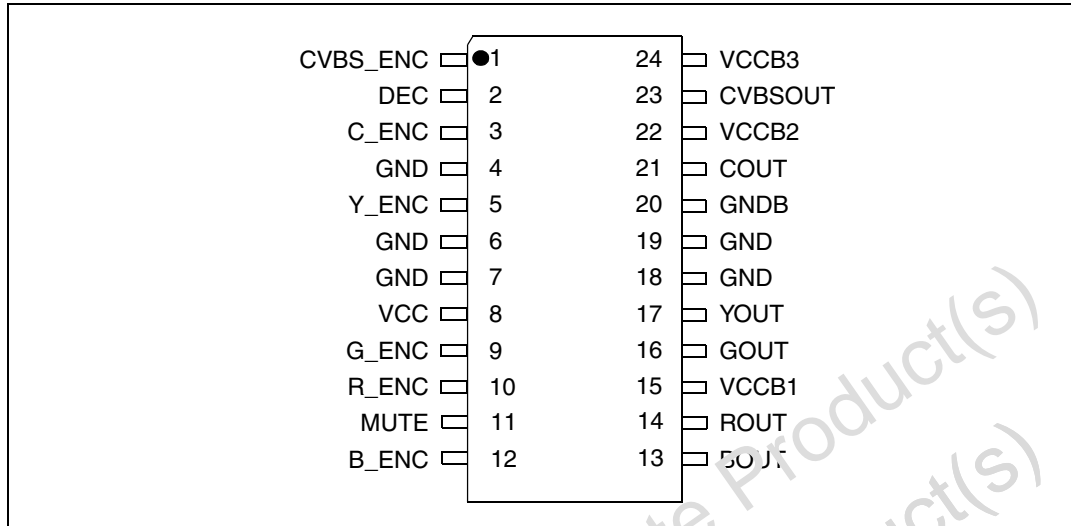 CVBS_ENC 1 24 VCCB3
DEC 2 23 CVBSOUT
C_ENC 3 22 VCCB2
GND 4 21 COUT
Y_ENC 5 20 GNDB
GND 6 19 GND
GND 7 18 GND
VCC 8 17 YOUT
G_ENC 9 16 GOUT
R_ENC 10 15 VCCB1
MUTE 11 14 ROUT
B_ENC 12 13 BOUT
Product(s)